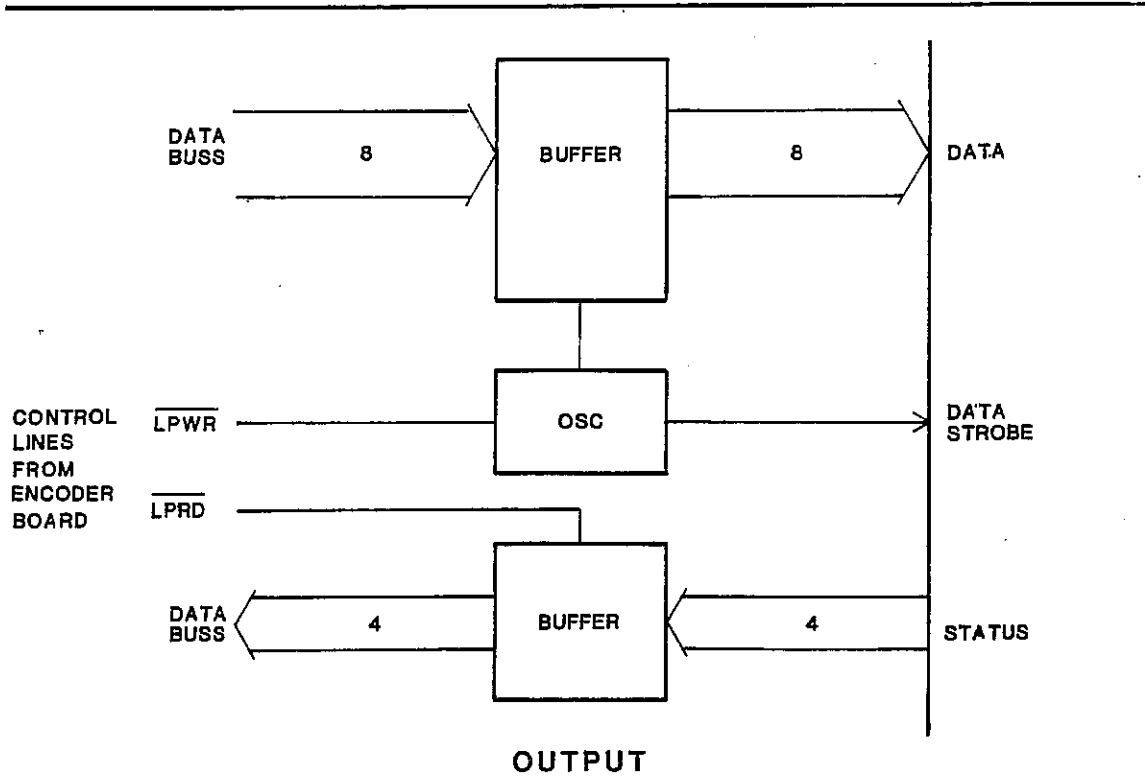 DATA
BUSS
8
BUFFER
8
DATA
CONTROL
LINES
FROM
ENCODER
BOARD
LPWR
OSC
DATA
STROBE
LPRD
DATA
BUSS
4
BUFFER
4
STATUS
OUTPUT